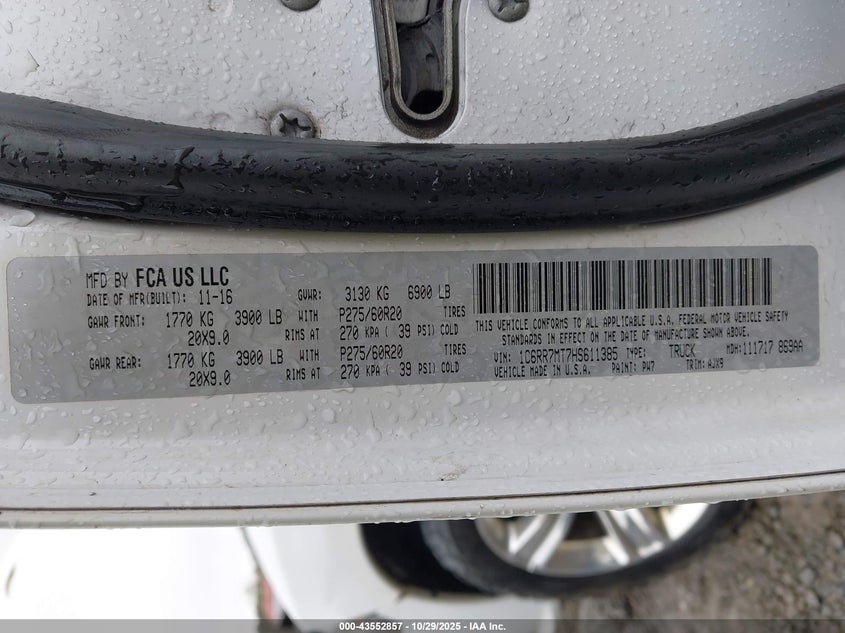 MFD BY FCA US LLC
DATE OF MFR(BUILT): 11-16 GVWR: 3130 KG 6900 LB
GAWR FRONT: 1770 KG 3900 LB WITH P275/60R20 TIRES
20X9.0 RIMS AT 270 KPA ( 39 PSI) COLD
GAWR REAR: 1770 KG 3900 LB WITH P275/60R20 TIRES
20X9.0 RIMS AT 270 KPA ( 39 PSI) COLD
THIS VEHICLE CONFORMS TO ALL APPLICABLE U.S.A. FEDERAL MOTOR VEHICLE SAFETY
STANDARDS IN EFFECT ON THE DATE OF MANUFACTURE SHOWN ABOVE.
VIN: 1C6RR7MT7HS611385 TYPE: TRUCK MDH: 111717 869AA
VEHICLE MADE IN U.S.A. PAINT: PW7 TRIM: AJX9
000-43552857 - 10/29/2025 - IAA Inc.